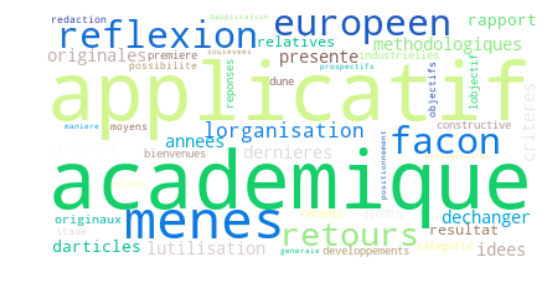 redaction dapplication
reflexion europeen rapport
soulevees relatives methodologiques
originales premiere presente industrielles
possibilite reponses prospectifs objectifs lobjectif
applicatif
dune criteres
maniere moyens lorganisation constructive
annees facon
bienvenues dernieres positionnement
academique
menes noms
originaux dechanger
stade retours resultat
darticles lutilisation categorie idees
generale developpements